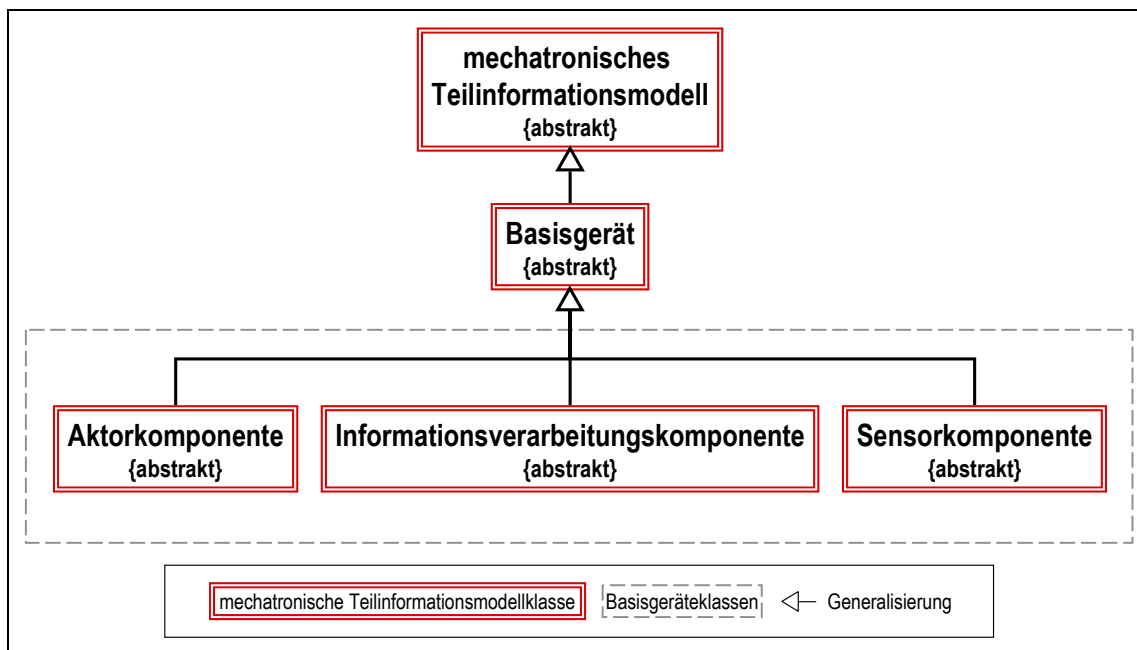 mechatronisches
Teilinformationsmodell
{abstrakt}
Basisgerät
{abstrakt}
Aktorkomponente
{abstrakt}
Informationsverarbeitungskomponente
{abstrakt}
Sensorkomponente
{abstrakt}
mechatronische Teilinformationsmodellklasse
Basisgeräteklassen
Generalisierung